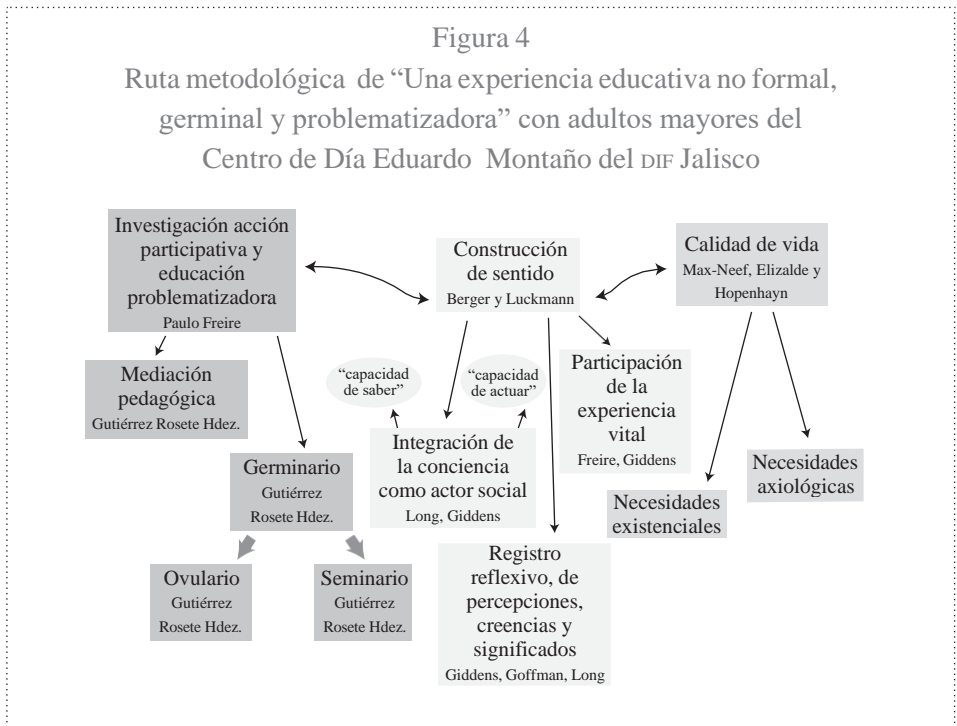 Figura 4
Ruta metodológica de “Una experiencia educativa no formal,
germinal y problematizadora” con adultos mayores del
Centro de Día Eduardo Montaño del DIF Jalisco
Investigación acción
participativa y
educación
problematizadora
Paulo Freire
Construcción
de sentido
Berger y Luckmann
Calidad de vida
Max-Neef, Elizalde y
Hopenhayn
Mediación
pedagógica
Gutiérrez Rosete Hdez.
“capacidad
de saber”
“capacidad
de actuar”
Participación
de la
experiencia
vital
Freire, Giddens
Germinario
Gutiérrez
Rosete Hdez.
Integración de
la conciencia
como actor social
Long, Giddens
Necesidades
existenciales
Necesidades
axiológicas
Ovulario
Gutiérrez
Rosete Hdez.
Seminario
Gutiérrez
Rosete Hdez.
Registro
reflexivo, de
percepciones,
creencias y
significados
Giddens, Goffman, Long